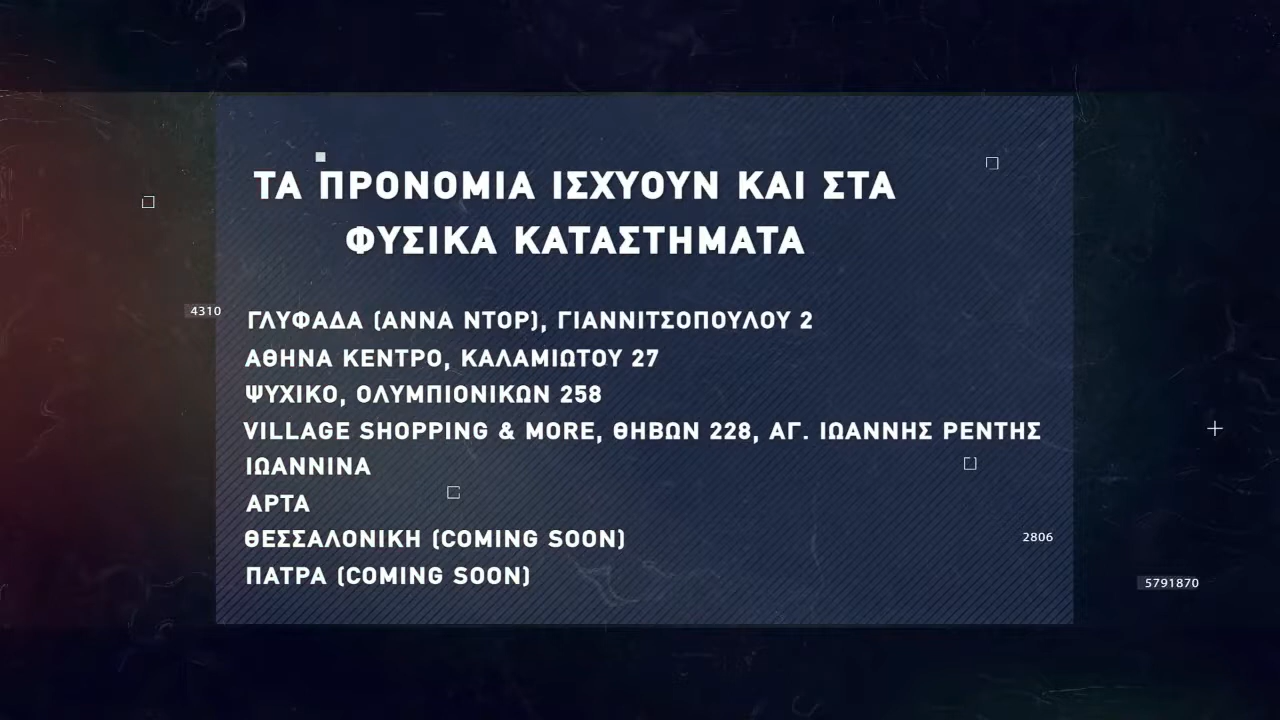 ΤΑ ΠΡΟΝΟΜΙΑ ΙΣΧΥΟΥΝ ΚΑΙ ΣΤΑ
ΦΥΣΙΚΑ ΚΑΤΑΣΤΗΜΑΤΑ
4310
ΓΛΥΦΑΔΑ (ΑΝΝΑ ΝΤΟΡ), ΓΙΑΝΝΙΤΣΟΠΟΥΛΟΥ 2
ΑΘΗΝΑ ΚΕΝΤΡΟ, ΚΑΛΑΜΙΩΤΟΥ 27
ΨΥΧΙΚΟ, ΟΛΥΜΠΙΟΝΙΚΩΝ 258
VILLAGE SHOPPING & MORE, ΘΗΒΩΝ 228, ΑΓ. ΙΩΑΝΝΗΣ ΡΕΝΤΗΣ
ΙΩΑΝΝΙΝΑ
ΑΡΤΑ
ΘΕΣΣΑΛΟΝΙΚΗ (COMING SOON)
2806
ΠΑΤΡΑ (COMING SOON)
5791870